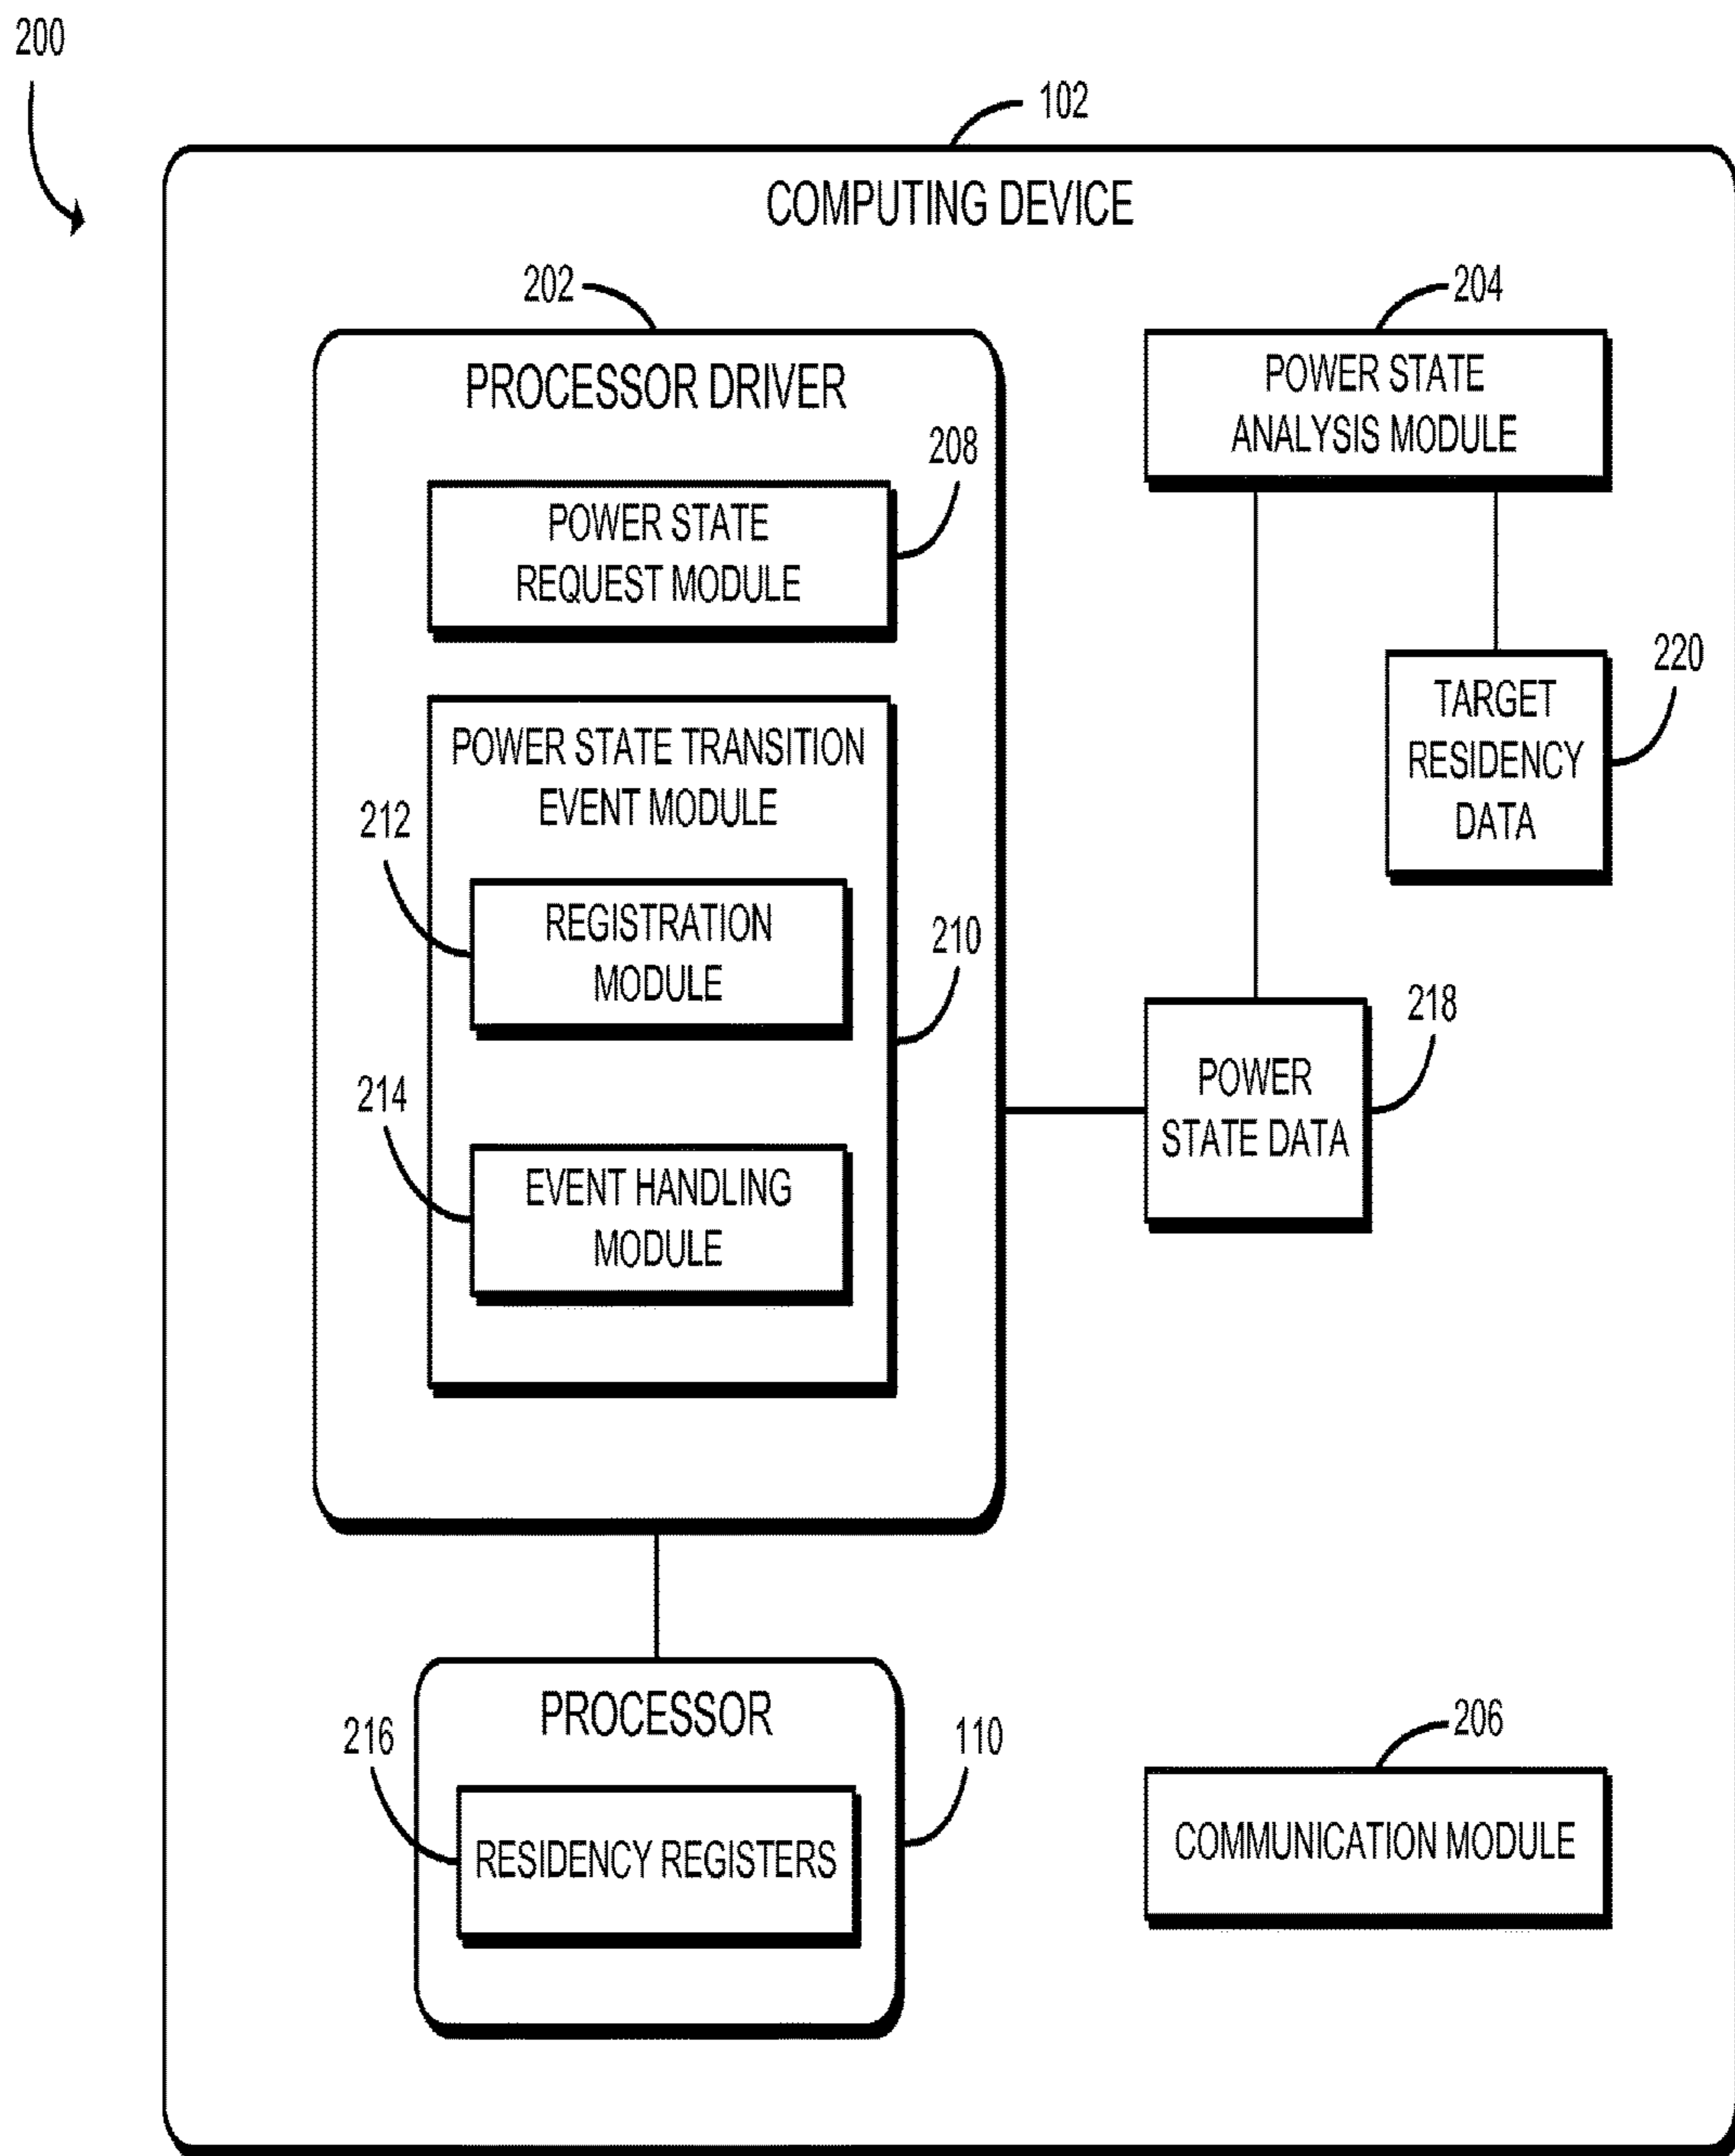 200
102
COMPUTING DEVICE
202
204
PROCESSOR DRIVER
POWER STATE
ANALYSIS MODULE
208
POWER STATE
REQUEST MODULE
220
TARGET
RESIDENCY
DATA
POWER STATE TRANSITION
EVENT MODULE
212
REGISTRATION
MODULE
210
218
POWER
STATE DATA
214
EVENT HANDLING
MODULE
PROCESSOR
216
110
RESIDENCY REGISTERS
206
COMMUNICATION MODULE